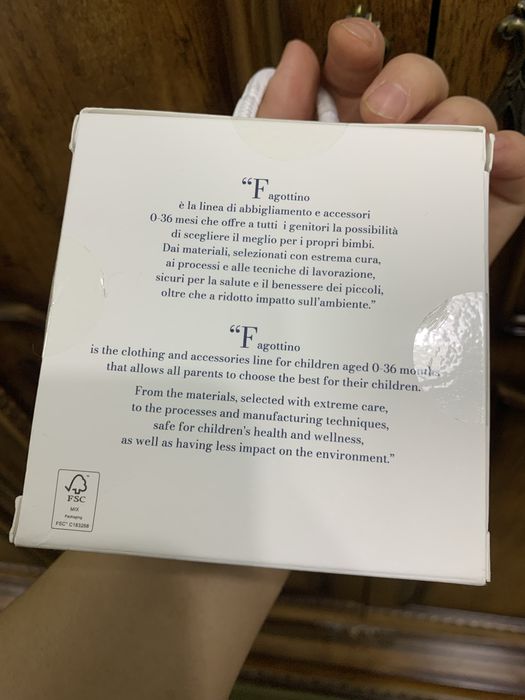 “Fagottino
è la linea di abbigliamento e accessori
0-36 mesi che offre a tutti i genitori la possibilità
di scegliere il meglio per i propri bimbi.
Dai materiali, selezionati con estrema cura,
ai processi e alle tecniche di lavorazione,
sicuri per la salute e il benessere dei piccoli,
oltre che a ridotto impatto sull’ambiente.”
“Fagottino
is the clothing and accessories line for children aged 0-36 months
that allows all parents to choose the best for their children.
From the materials, selected with extreme care,
to the processes and manufacturing techniques,
safe for children’s health and wellness,
as well as having less impact on the environment.”
FSC
MIX
Packaging
FSC® C183258